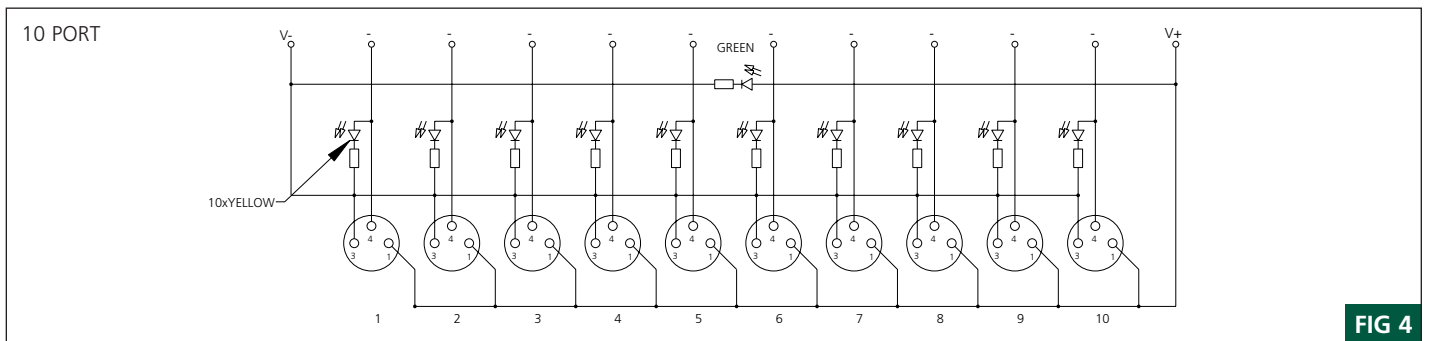 10 PORT
V- - - - - - - - - - - V+
GREEN
10xYELLOW
4 4 4 4 4 4 4 4 4 4
3 1 3 1 3 1 3 1 3 1 3 1 3 1 3 1 3 1 3 1
1 2 3 4 5 6 7 8 9 10
FIG 4